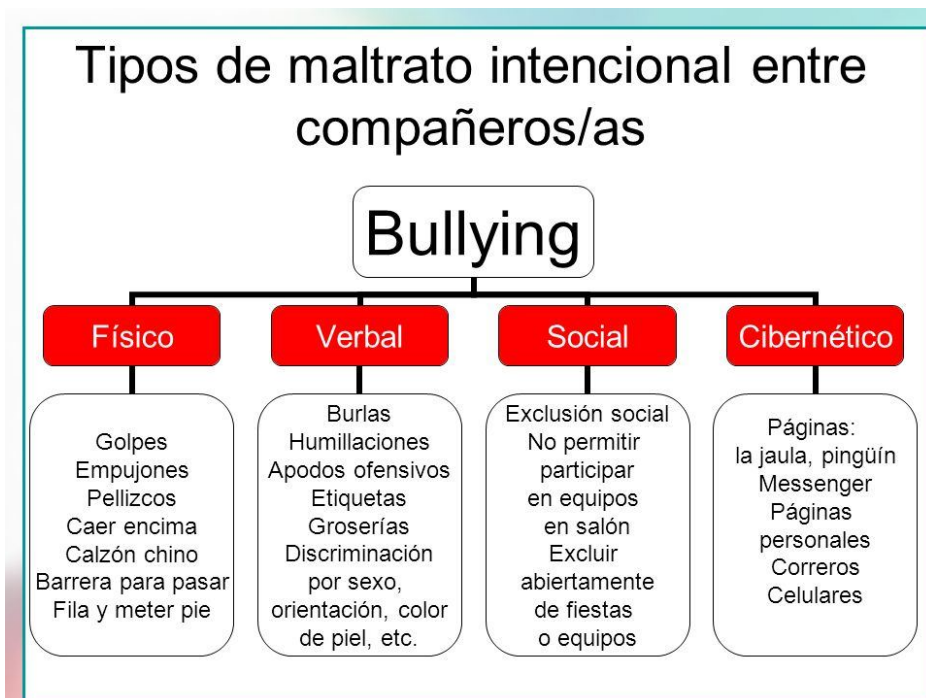 Tipos de maltrato intencional entre
compañeros/as
Bullying
Físico
Verbal
Social
Cibernético
Golpes
Empujones
Pellizcos
Caer encima
Calzón chino
Barrera para pasar
Fila y meter pie
Burlas
Humillaciones
Apodos ofensivos
Etiquetas
Groserías
Discriminación
por sexo,
orientación, color
de piel, etc.
Exclusión social
No permitir
participar
en equipos
en salón
Excluir
abiertamente
de fiestas
o equipos
Páginas:
la jaula, pingüín
Messenger
Páginas
personales
Correros
Celulares